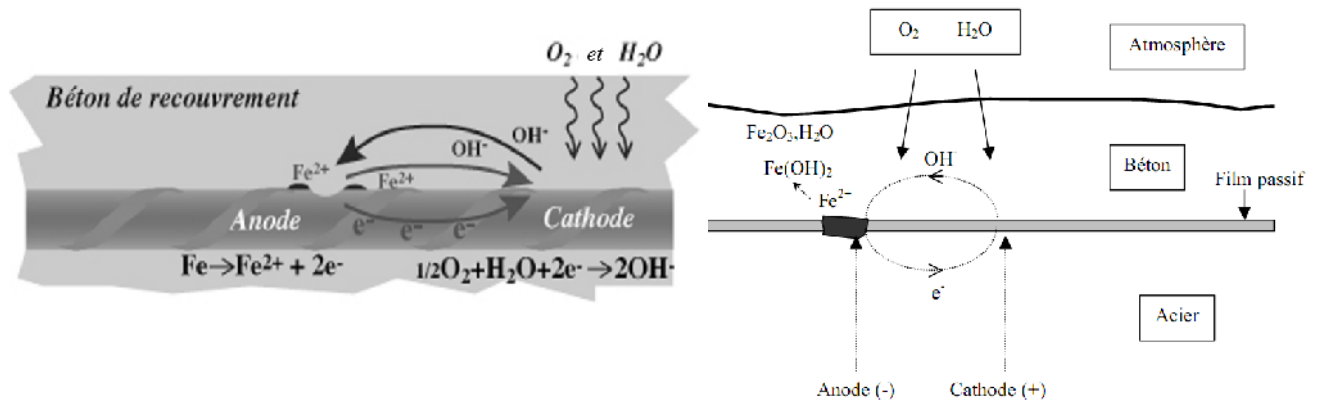 O2 et H2O
Béton de recouvrement
OH-
OH-
Fe2+
Fe2+
Anode
Cathode
e- e- e-
Fe→Fe2+ + 2e-
1/2O2+H2O+2e-→2OH-
O2 H2O
Atmosphère
Fe2O3,H2O
OH-
Fe(OH)2
Béton
Film passif
Fe2+
e-
Acier
Anode (-)
Cathode (+)